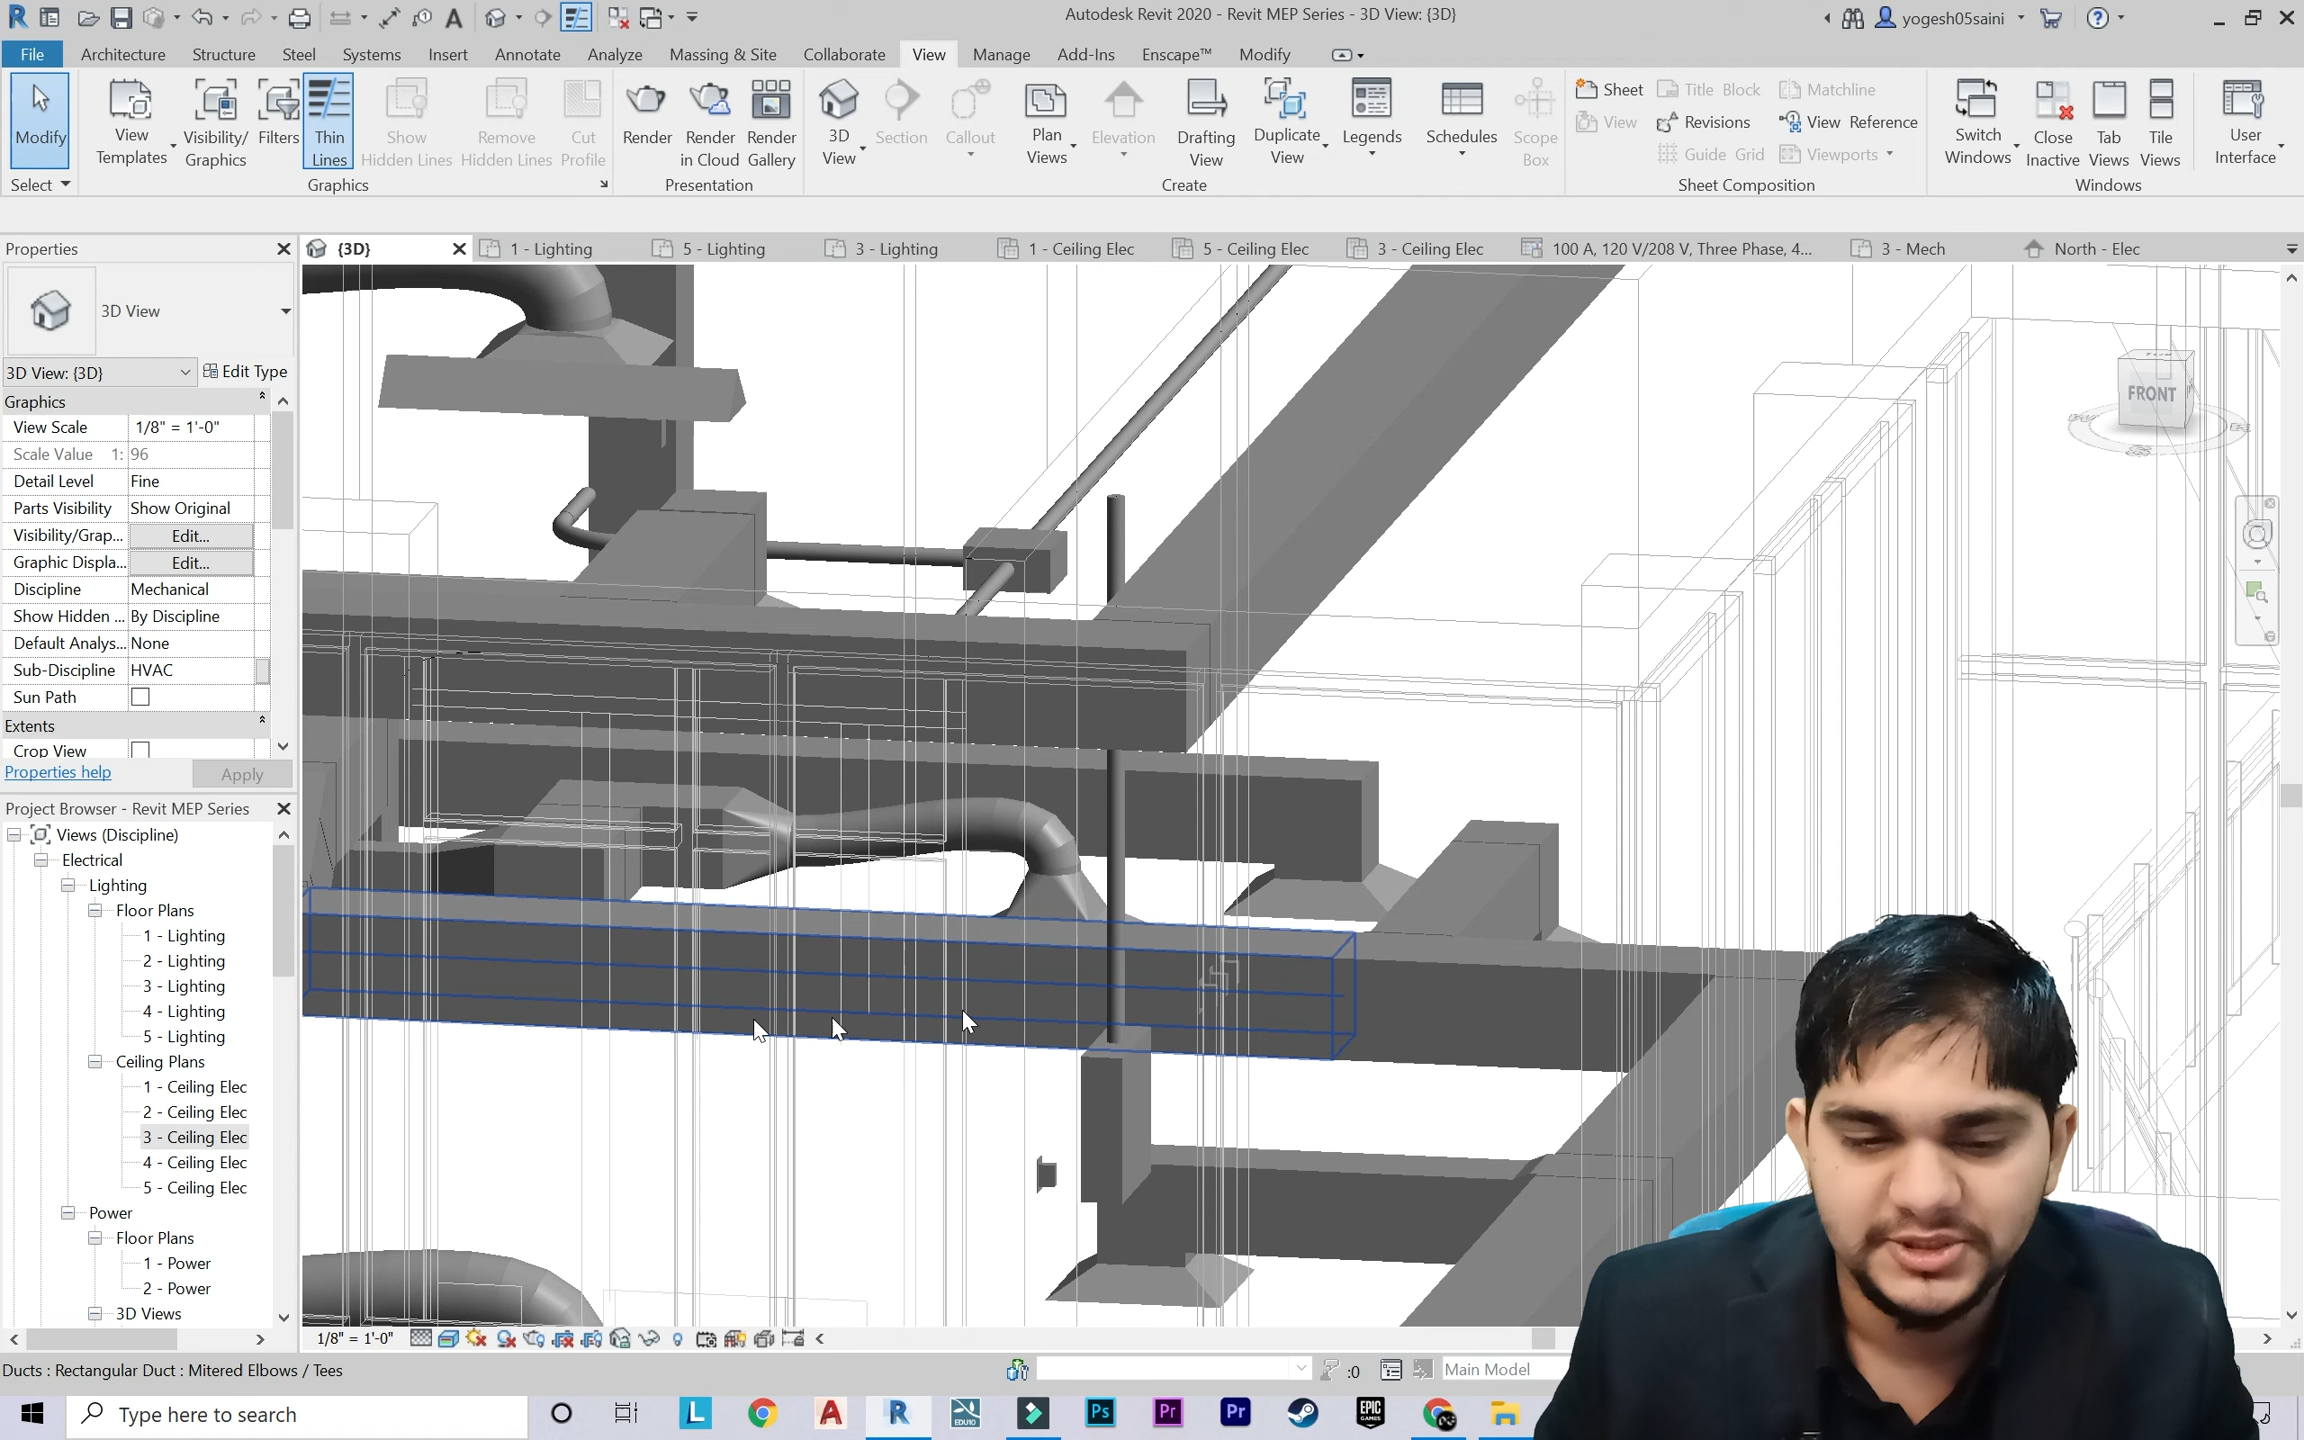 Autodesk Revit 2020 - Revit MEP Series - 3D View: {3D}
yogesh05saini
File Architecture Structure Steel Systems Insert Annotate Analyze Massing & Site Collaborate View Manage Add-Ins Enscape™ Modify
Modify
View Templates
Visibility/ Graphics
Filters
Thin Lines
Show Hidden Lines
Remove Hidden Lines
Cut Profile
Render
Render in Cloud
Render Gallery
3D View
Section
Callout
Plan Views
Elevation
Drafting View
Duplicate View
Legends
Schedules
Scope Box
Sheet
Title Block
Matchline
View
Revisions
View Reference
Guide Grid
Viewports
Switch Windows
Close Inactive
Tab Views
Tile Views
User Interface
Select Graphics Presentation Create Sheet Composition Windows
Properties
{3D} 1 - Lighting 5 - Lighting 3 - Lighting 1 - Ceiling Elec 5 - Ceiling Elec 3 - Ceiling Elec 100 A, 120 V/208 V, Three Phase, 4... 3 - Mech North - Elec
3D View
3D View: {3D} Edit Type
Graphics
View Scale 1/8" = 1'-0"
Scale Value 1: 96
Detail Level Fine
Parts Visibility Show Original
Visibility/Grap... Edit...
Graphic Displa... Edit...
Discipline Mechanical
Show Hidden ... By Discipline
Default Analys... None
Sub-Discipline HVAC
Sun Path
Extents
Crop View
Properties help Apply
Project Browser - Revit MEP Series
Views (Discipline)
Electrical
Lighting
Floor Plans
1 - Lighting
2 - Lighting
3 - Lighting
4 - Lighting
5 - Lighting
Ceiling Plans
1 - Ceiling Elec
2 - Ceiling Elec
3 - Ceiling Elec
4 - Ceiling Elec
5 - Ceiling Elec
Power
Floor Plans
1 - Power
2 - Power
3D Views
FRONT
1/8" = 1'-0"
Ducts : Rectangular Duct : Mitered Elbows / Tees
:0
Main Model
Type here to search
L
A
R
EDU10
Ps
Pr
Pr
EPIC GAMES